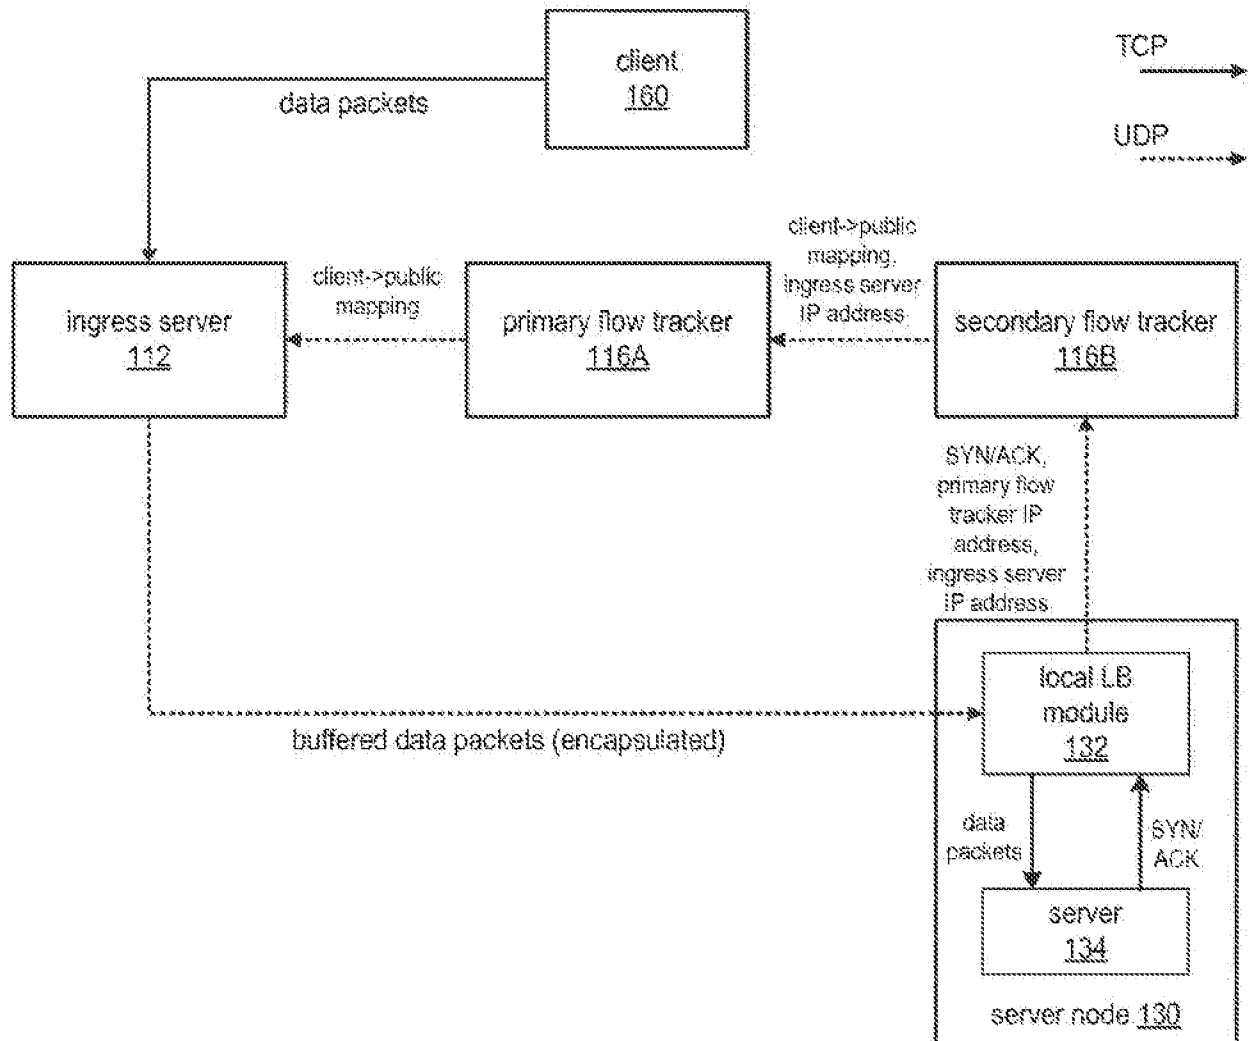 client
160
TCP
data packets
UDP
client->public
mapping,
ingress server
IP address
client->public
mapping
ingress server
112
primary flow tracker
116A
secondary flow tracker
116B
SYN/ACK,
primary flow
tracker IP
address,
ingress server
IP address
local LB
module
132
buffered data packets (encapsulated)
data
packets
SYN/
ACK
server
134
server node 130